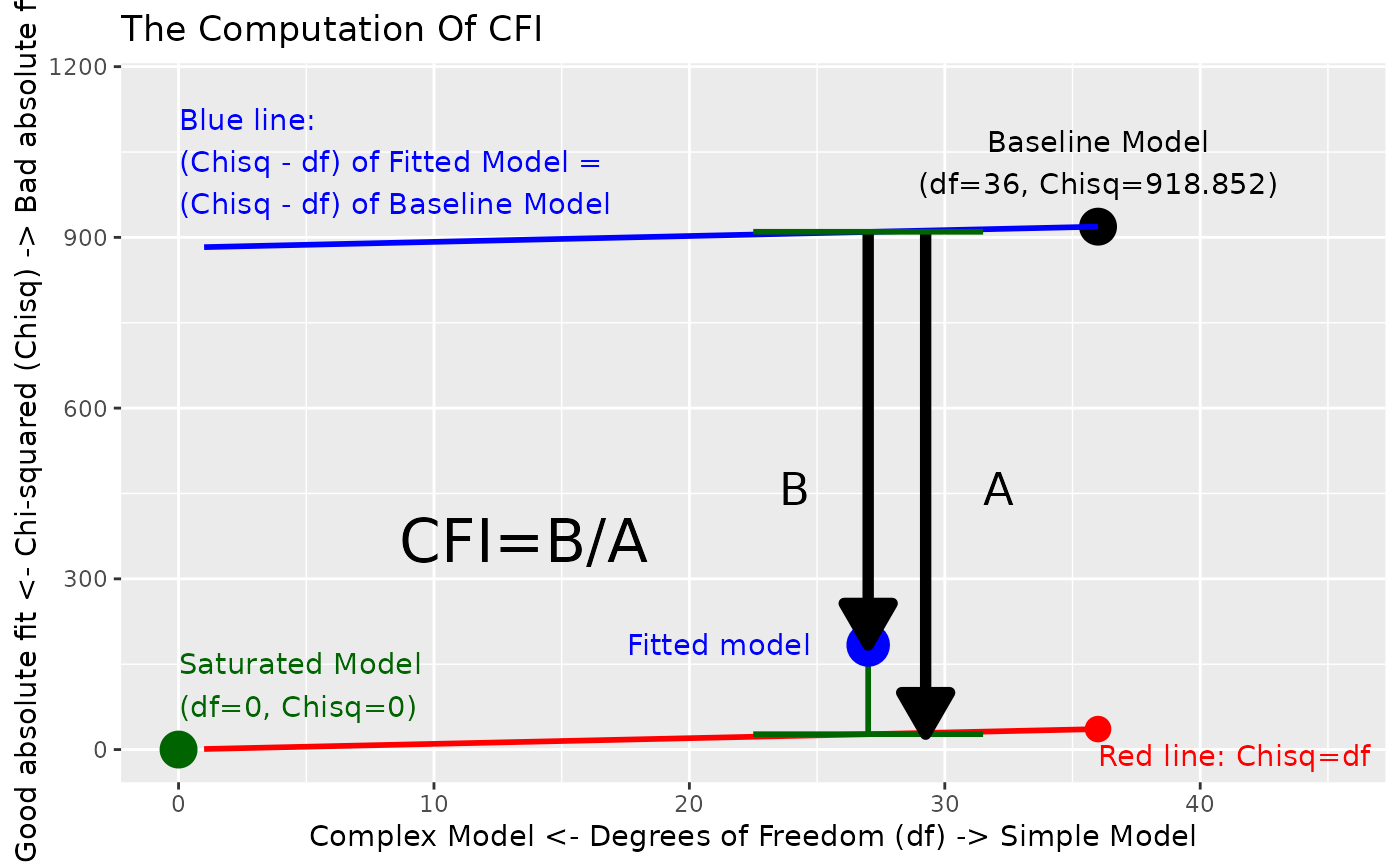 The Computation Of CFI
Good absolute fit <- Chi-squared (Chisq) -> Bad absolute f
1200
900
600
300
0
Blue line:
(Chisq - df) of Fitted Model =
(Chisq - df) of Baseline Model
Baseline Model
(df=36, Chisq=918.852)
B
A
CFI=B/A
Fitted model
Saturated Model
(df=0, Chisq=0)
Red line: Chisq=df
0
10
20
30
40
Complex Model <- Degrees of Freedom (df) -> Simple Model